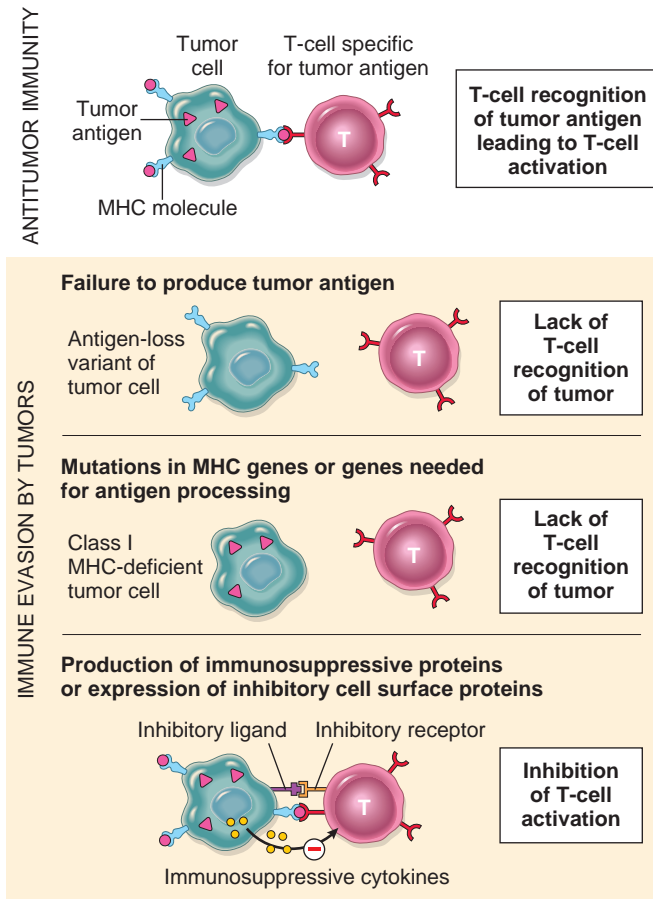 ANTITUMOR IMMUNITY
Tumor
cell
T-cell specific
for tumor antigen
Tumor
antigen
MHC molecule
T
T-cell recognition
of tumor antigen
leading to T-cell
activation
IMMUNE EVASION BY TUMORS
Failure to produce tumor antigen
Antigen-loss
variant of
tumor cell
T
Lack of
T-cell
recognition
of tumor
Mutations in MHC genes or genes needed
for antigen processing
Class I
MHC-deficient
tumor cell
T
Lack of
T-cell
recognition
of tumor
Production of immunosuppressive proteins
or expression of inhibitory cell surface proteins
Inhibitory ligand
Inhibitory receptor
T
Immunosuppressive cytokines
Inhibition
of T-cell
activation